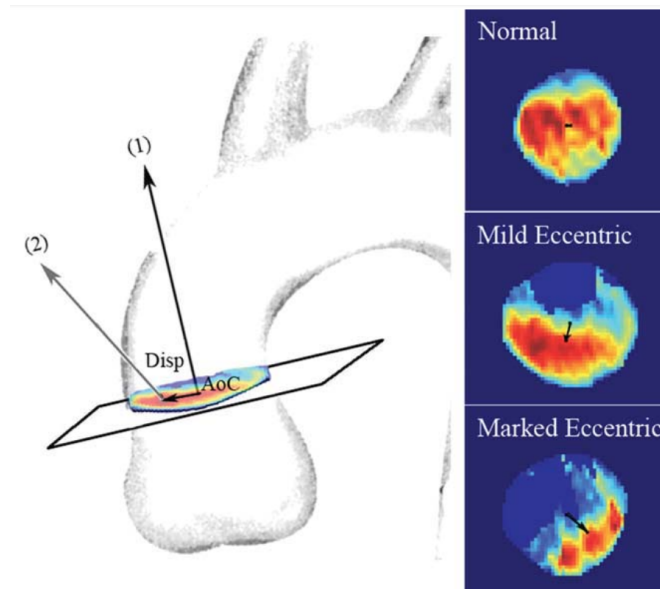 (1)
(2)
Disp
AoC
Normal
Mild Eccentric
Marked Eccentric